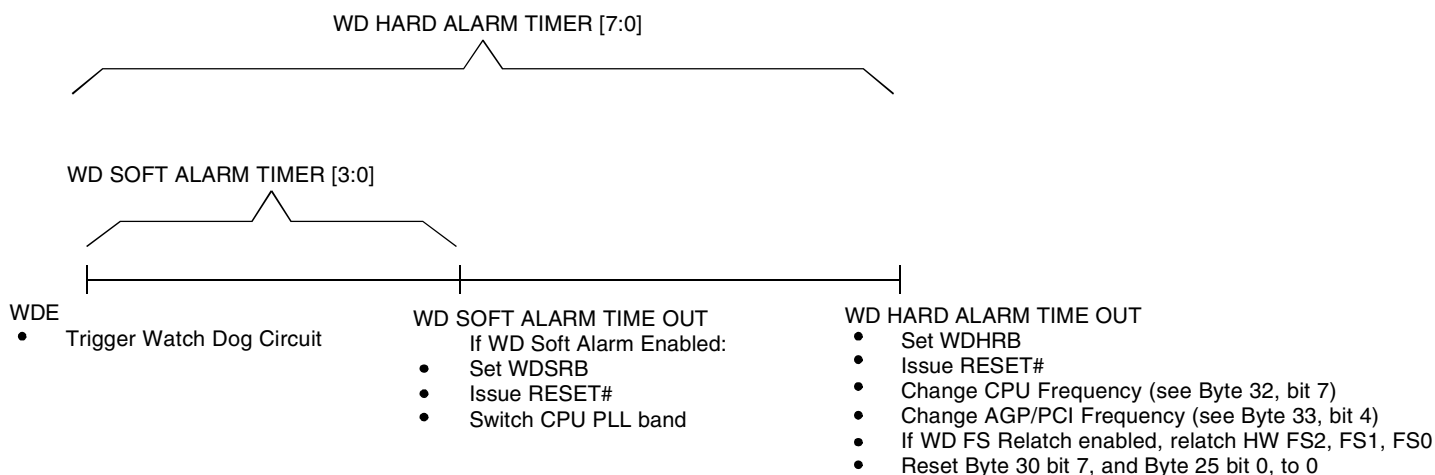 WD HARD ALARM TIMER [7:0]
WD SOFT ALARM TIMER [3:0]
WDE
• Trigger Watch Dog Circuit
WD SOFT ALARM TIME OUT
If WD Soft Alarm Enabled:
• Set WDSRB
• Issue RESET#
• Switch CPU PLL band
WD HARD ALARM TIME OUT
• Set WDHRB
• Issue RESET#
• Change CPU Frequency (see Byte 32, bit 7)
• Change AGP/PCI Frequency (see Byte 33, bit 4)
• If WD FS Relatch enabled, relatch HW FS2, FS1, FS0
• Reset Byte 30 bit 7, and Byte 25 bit 0, to 0